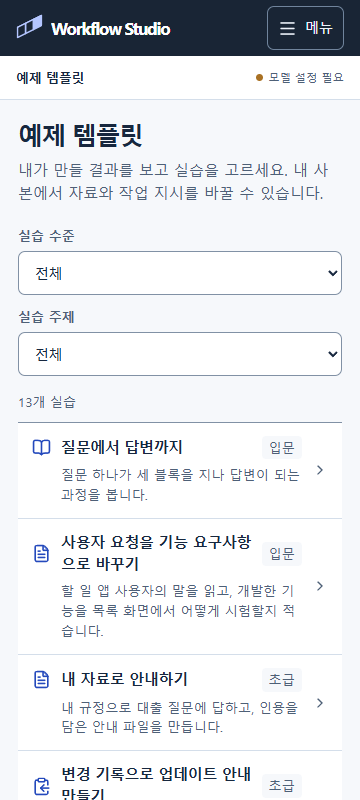 Workflow Studio
메뉴
예제 템플릿
모델 설정 필요
예제 템플릿
내가 만들 결과를 보고 실습을 고르세요. 내 사
본에서 자료와 작업 지시를 바꿀 수 있습니다.
실습 수준
전체
실습 주제
전체
13개 실습
질문에서 답변까지
입문
질문 하나가 세 블록을 지나 답변이 되는
과정을 봅니다.
사용자 요청을 기능 요구사항
으로 바꾸기
입문
할 일 앱 사용자의 말을 읽고, 개발한 기
능을 목록 화면에서 어떻게 시험할지 적
습니다.
내 자료로 안내하기
초급
내 규정으로 대출 질문에 답하고, 인용을
담은 안내 파일을 만듭니다.
변경 기록으로 업데이트 안내
만들기
초급